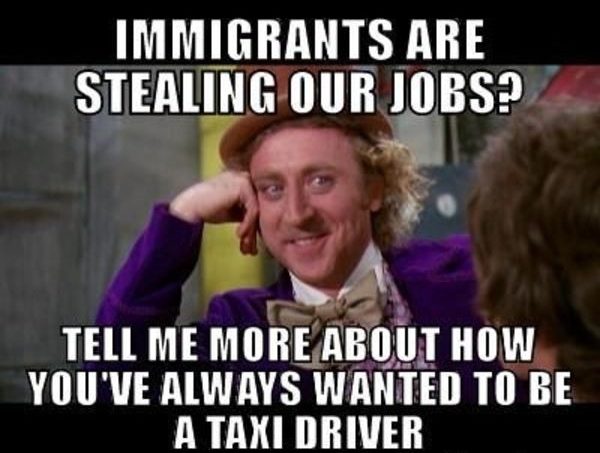 IMMIGRANTS ARE
STEALING OUR JOBS?
TELL ME MORE ABOUT HOW
YOU'VE ALWAYS WANTED TO BE
A TAXI DRIVER